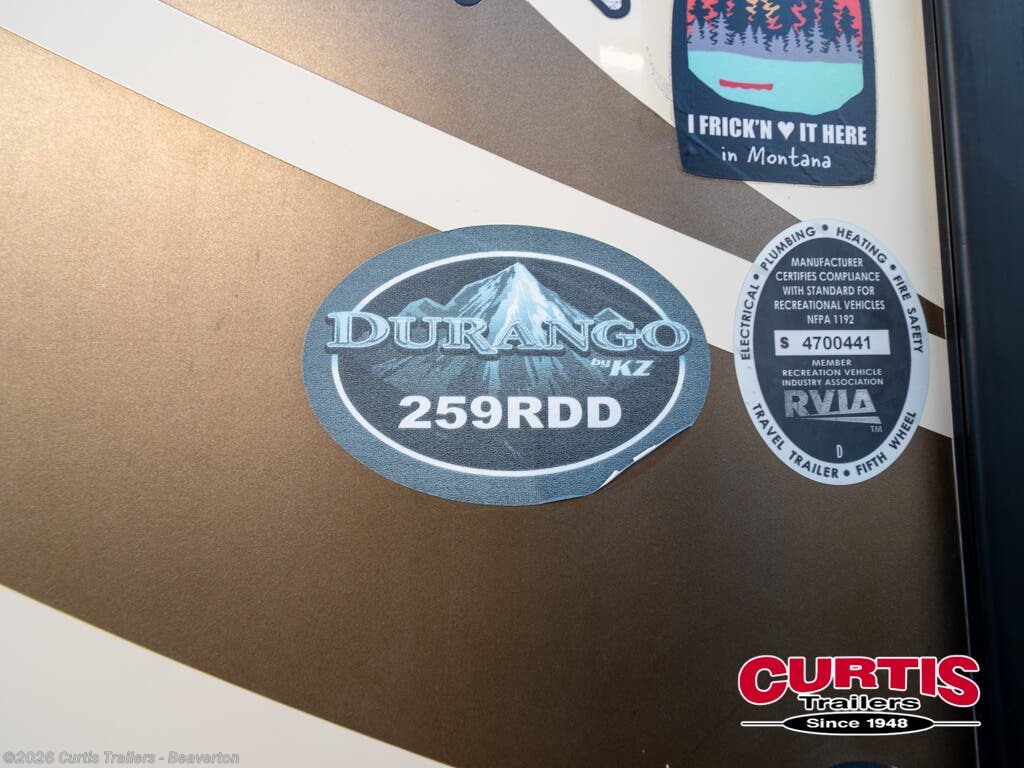 I FRICK'N ♥ IT HERE
in Montana
ELECTRICAL • PLUMBING • HEATING • FIRE SAFETY
MANUFACTURER
CERTIFIES COMPLIANCE
WITH STANDARD FOR
RECREATIONAL VEHICLES
NFPA 1192
S 4700441
MEMBER
RECREATION VEHICLE
INDUSTRY ASSOCIATION
RVIA
TM
D
TRAVEL TRAILER • FIFTH WHEEL
DURANGO
by KZ
259RDD
CURTIS
Trailers
Since 1948
©2026 Curtis Trailers - Beaverton